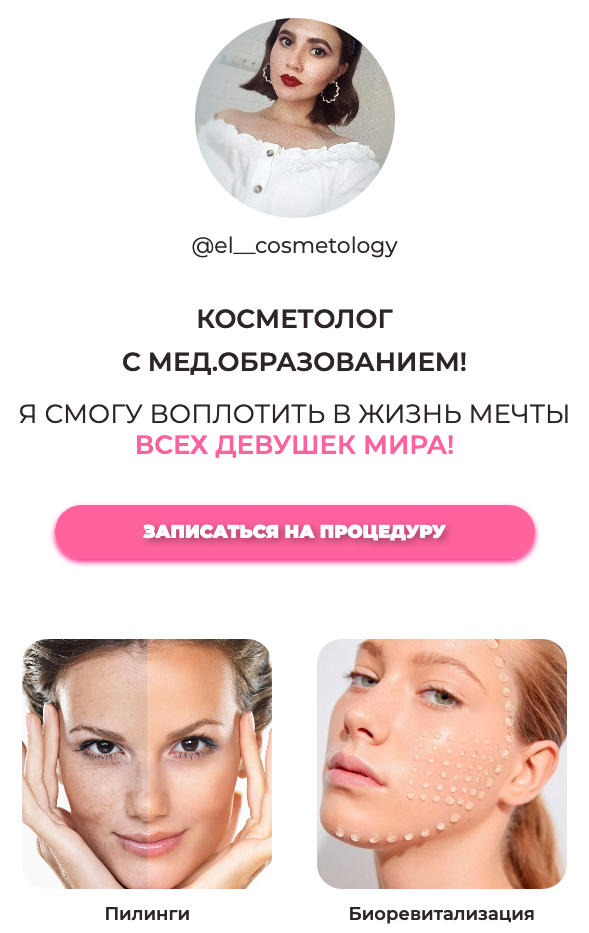 @el__cosmetology
КОСМЕТОЛОГ
С МЕД.ОБРАЗОВАНИЕМ!
Я СМОГУ ВОПЛОТИТЬ В ЖИЗНЬ МЕЧТЫ
ВСЕХ ДЕВУШЕК МИРА!
ЗАПИСАТЬСЯ НА ПРОЦЕДУРУ
Пилинги
Биоревитализация